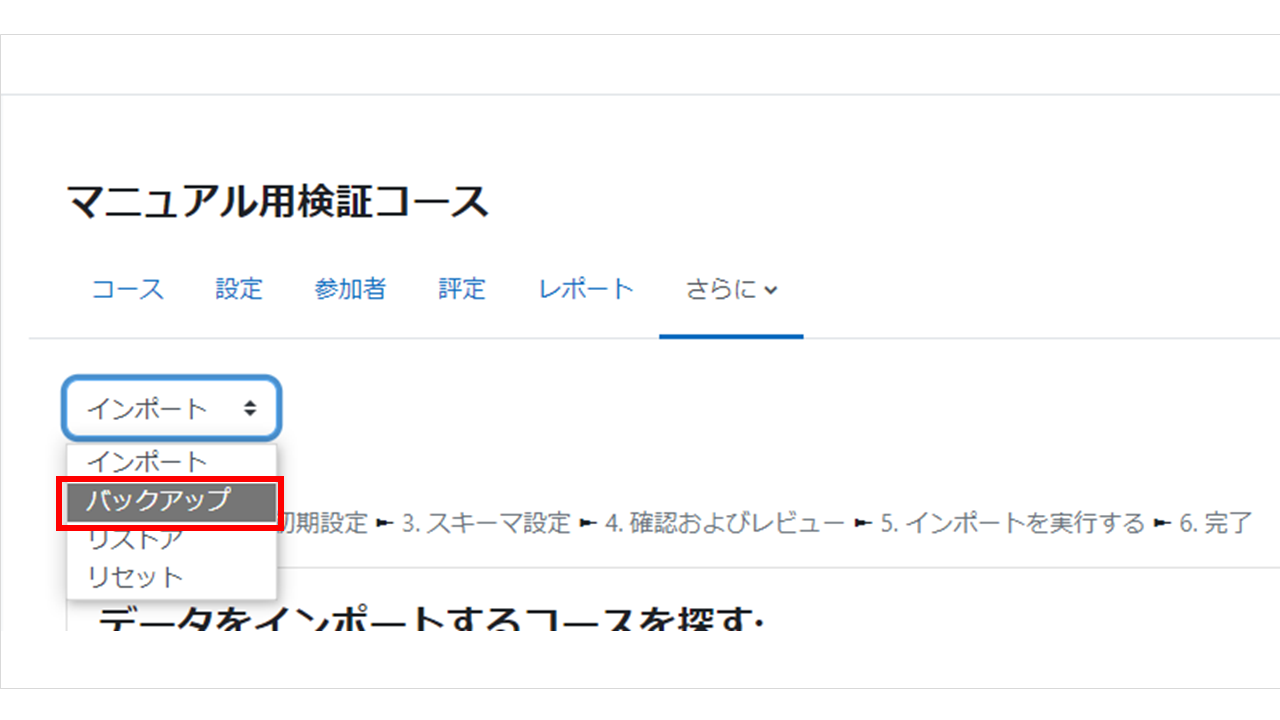 マニュアル用検証コース
コース 設定 参加者 評定 レポート さらに
インポート
インポート
バックアップ
初期設定 ► 3. スキーマ設定 ► 4. 確認およびレビュー ► 5. インポートを実行する ► 6. 完了
リストア
リセット
データをインポートするコースを探す: